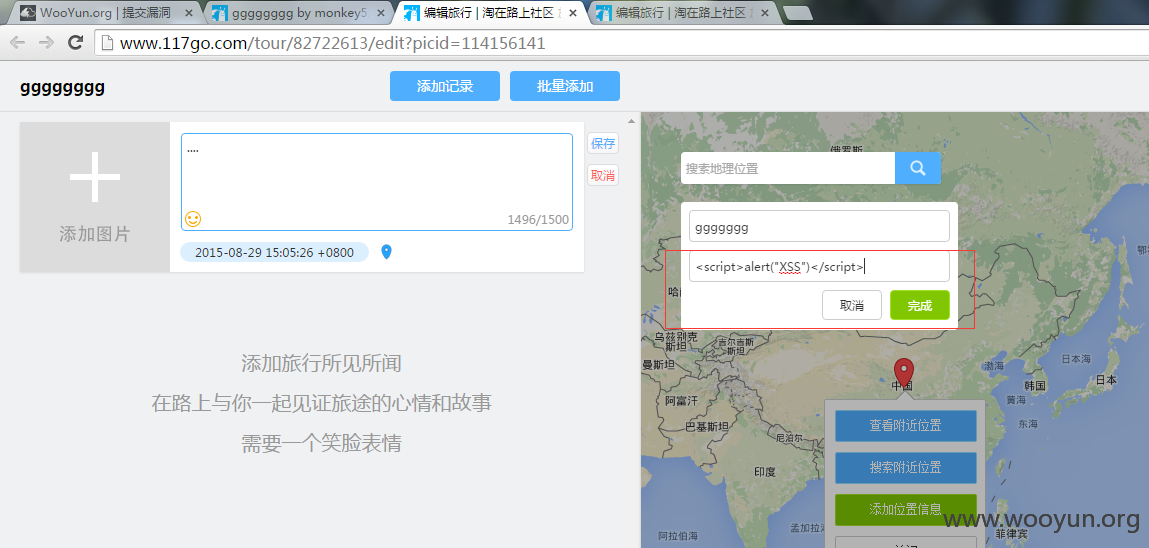 WooYun.org | 提交漏洞
gggggggg by monkey5
编辑旅行 | 淘在路上社区
编辑旅行 | 淘在路上社区
www.117go.com/tour/82722613/edit?picid=114156141
gggggggg
添加记录
批量添加
添加图片
....
1496/1500
保存
取消
2015-08-29 15:05:26 +0800
添加旅行所见所闻
在路上与你一起见证旅途的心情和故事
需要一个笑脸表情
俄罗斯
搜索地理位置
ggggggg
<script>alert("XSS")</script>
取消
完成
乌兹别克
斯坦
吉尔吉斯
斯坦
曼斯坦
中国
渤海
日本海
韩国
日本
黄海
东海
阿富汗
巴基斯坦
尼泊尔
印度
查看附近位置
搜索附近位置
添加位置信息
www.wooyun.org
阿拉伯海
孟加拉
菲律宾